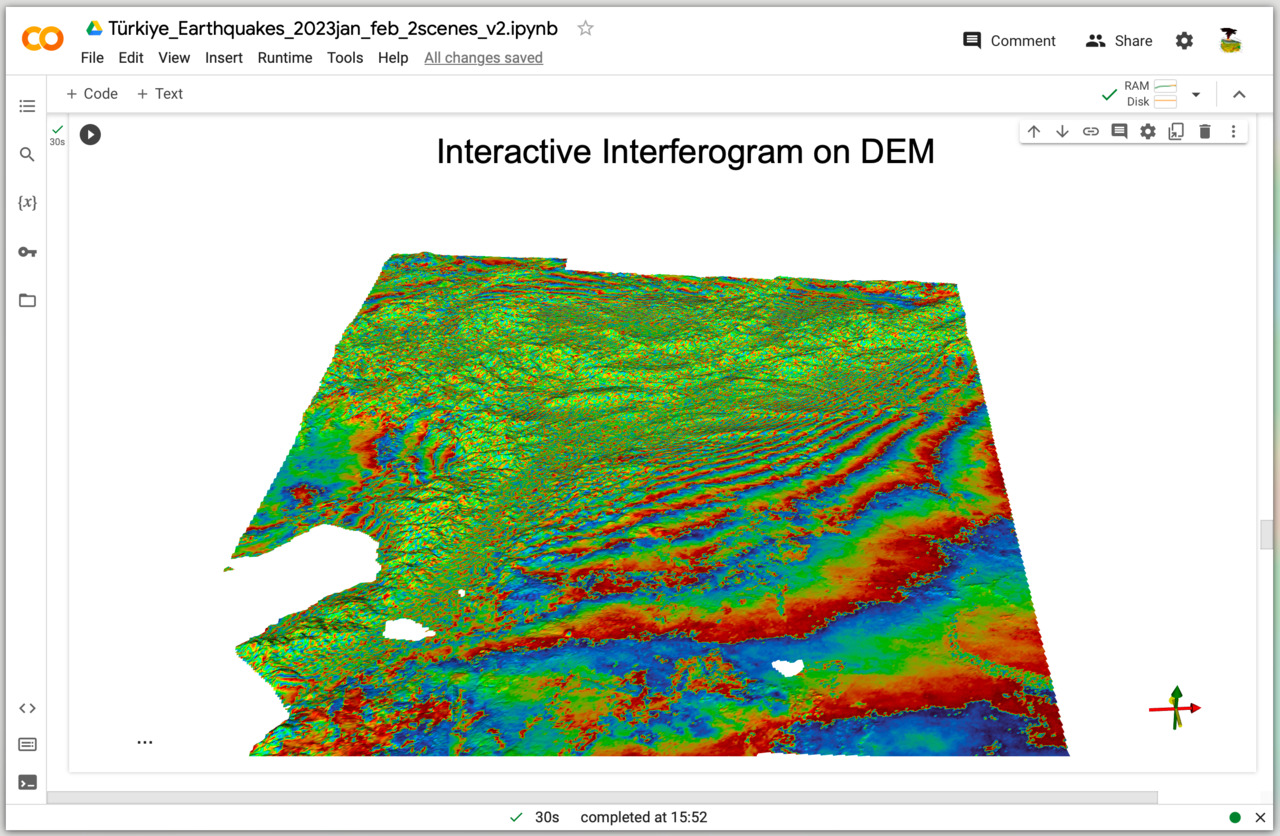 Türkiye_Earthquakes_2023jan_feb_2scenes_v2.ipynb
File Edit View Insert Runtime Tools Help All changes saved
Comment Share
+ Code + Text
RAM
Disk
30s
Interactive Interferogram on DEM
{x}
30s completed at 15:52